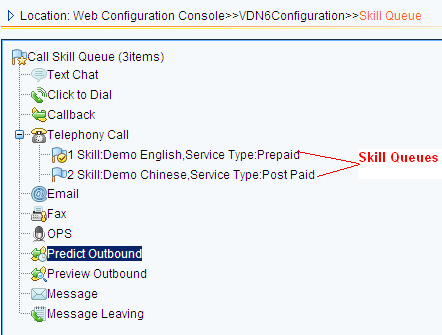 Location: Web Configuration Console>>VDN6Configuration>>Skill Queue
Call Skill Queue (3items)
Text Chat
Click to Dial
Callback
Telephony Call
1 Skill:Demo English,Service Type:Prepaid
Skill Queues
2 Skill:Demo Chinese,Service Type:Post Paid
Email
Fax
OPS
Predict Outbound
Preview Outbound
Message
Message Leaving